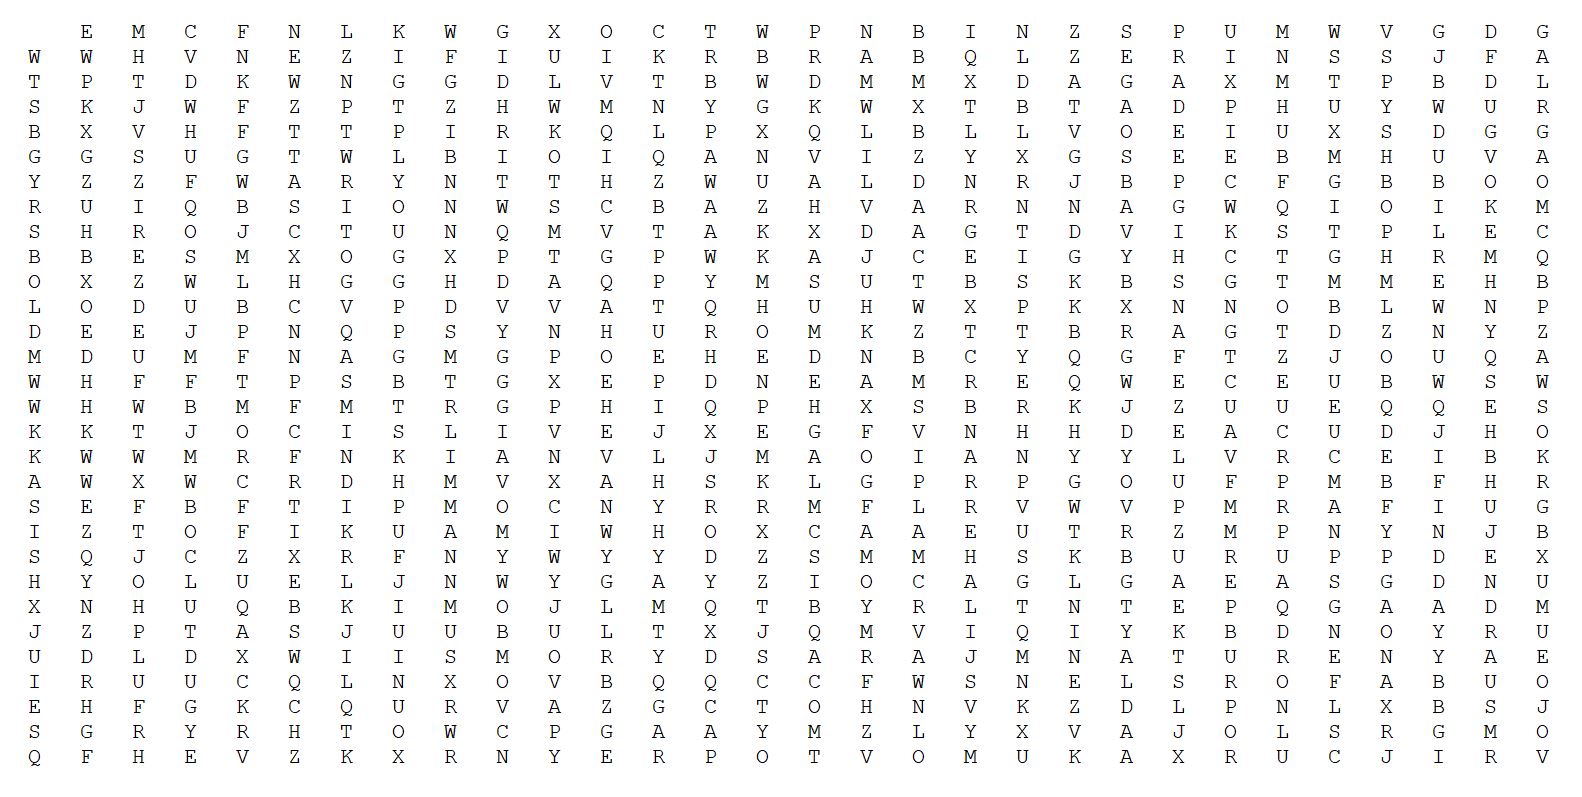 E M C F N L K W G X O C T W P N B I N Z S P U M W V G D G
W W H V N E Z I F I U I K R B R A B Q L Z E R I N S S J F A
T P T D K W N G G D L V T B W D M M X D A G A X M T P B D L
S K J W F Z P T Z H W M N Y G K W X T B T A D P H U Y W U R
B X V H F T T P I R K Q L P X Q L B L L V O E I U X S D G G
G G S U G T W L B I O I Q A N V I Z Y X G S E E B M H U V A
Y Z Z F W A R Y N T T H Z W U A L D N R J B P C F G B B O O
R U I Q B S I O N W S C B A Z H V A R N N A G W Q I O I K M
S H R O J C T U N Q M V T A K X D A G T D V I K S T P L E C
B B E S M X O G X P T G P W K A J C E I G Y H C T G H R M Q
O X Z W L H G G H D A Q P Y M S U T B S K B S G T M M E H B
L O D U B C V P D V V A T Q H U H W X P K X N N O B L W N P
D E E J P N Q P S Y N H U R O M K Z T T B R A G T D Z N Y Z
M D U M F N A G M G P O E H E D N B C Y Q G F T Z J O U Q A
W H F F T P S B T G X E P D N E A M R E Q W E C E U B W S W
W H W B M F M T R G P H I Q P H X S B R K J Z U U E Q Q E S
K K T J O C I S L I V E J X E G F V N H H D E A C U D J H O
K W W M R F N K I A N V L J M A O I A N Y Y L V R C E I B K
A W X W C R D H M V X A H S K L G P R P G O U F P M B F H R
S E F B F T I P M O C N Y R R M F L R V W V P M R A F I U G
I Z T O F I K U A M I W H O X C A A E U T R Z M P N Y N J B
S Q J C Z X R F N Y W Y Y D Z S M M H S K B U R U P P D E X
H Y O L U E L J N W Y G A Y Z I O C A G L G A E A S G D N U
X N H U Q B K I M O J L M Q T B Y R L T N T E P Q G A A D M
J Z P T A S J U U B U L T X J Q M V I Q I Y K B D N O Y R U
U D L D X W I I S M O R Y D S A R A J M N A T U R E N Y A E
I R U U C Q L N X O V B Q Q C C F W S N E L S R O F A B U O
E H F G K C Q U R V A Z G C T O H N V K Z D L P N L X B S J
S G R Y R H T O W C P G A A Y M Z L Y X V A J O L S R G M O
Q F H E V Z K X R N Y E R P O T V O M U K A X R U C J I R V